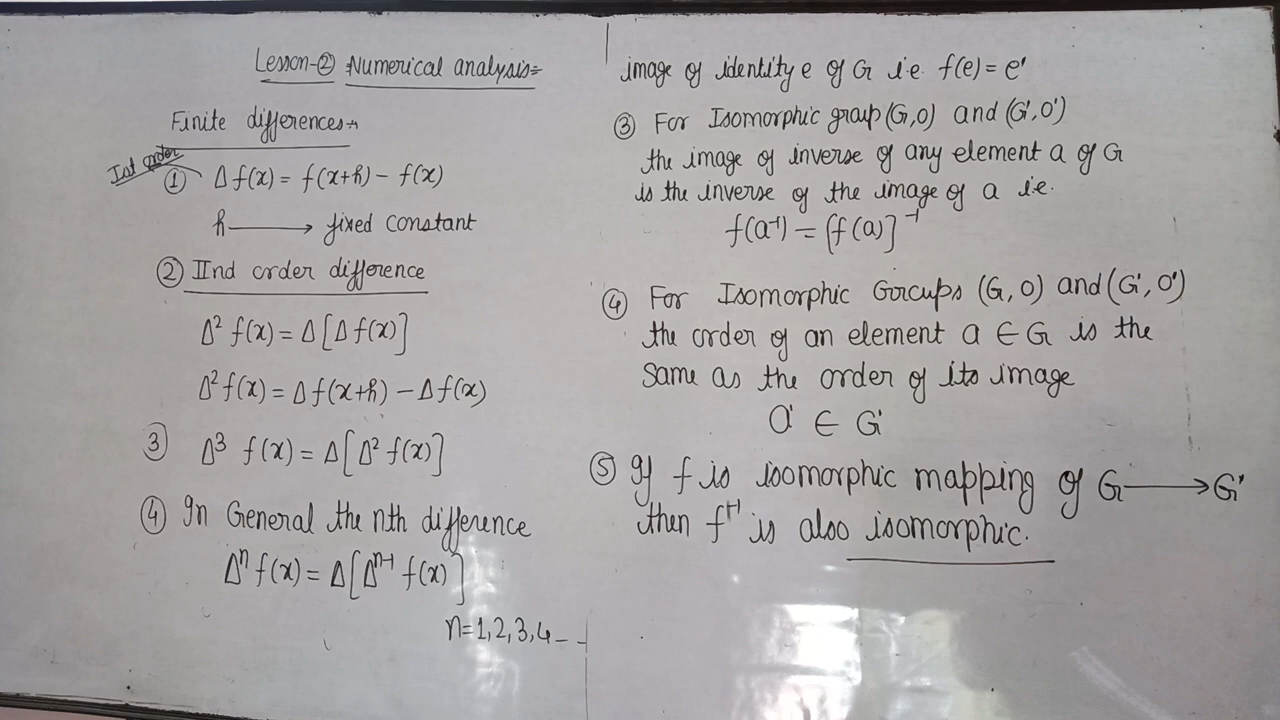 Lesson-② Numerical analysis=
Finite differences→
Ist order
① Δ f(x) = f(x+h) - f(x)
h ⟶ fixed constant
② IInd order difference
Δ² f(x) = Δ [Δ f(x)]
Δ² f(x) = Δ f(x+h) - Δ f(x)
③ Δ³ f(x) = Δ [Δ² f(x)]
④ In General the nth difference
Δⁿ f(x) = Δ [Δⁿ⁻¹ f(x)]
n=1,2,3,4- -
image of identity e of G i.e. f(e) = e'
③ For Isomorphic group (G,0) and (G',0')
the image of inverse of any element a of G
is the inverse of the image of a i.e.
f(a⁻¹) = [f(a)]⁻¹
④ For Isomorphic Groups (G,0) and (G',0')
the order of an element a ∈ G is the
same as the order of its image
a' ∈ G'
⑤ If f is isomorphic mapping of G ⟶ G'
then f⁻¹ is also isomorphic.